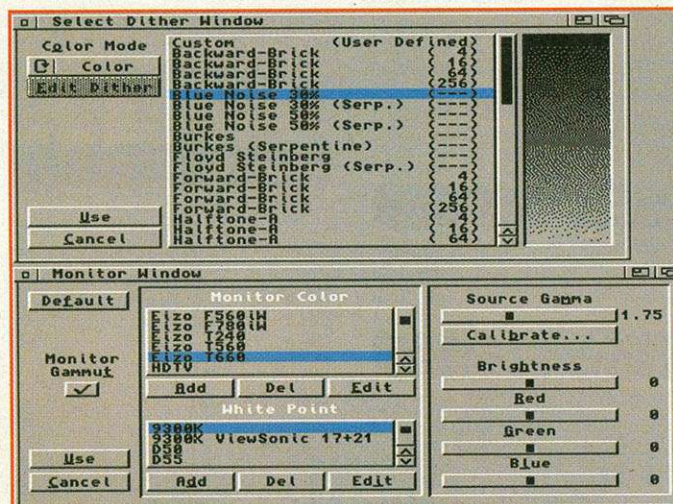 Select Dither Window
Color Mode
Color
Edit Dither
Use
Cancel
Custom (User Defined)
Backward-Brick ( 4)
Backward-Brick ( 16)
Backward-Brick ( 64)
Backward-Brick (256)
Blue Noise 30% (---)
Blue Noise 30% (Serp.) (---)
Blue Noise 50% (---)
Blue Noise 50% (Serp.) (---)
Burkes (---)
Burkes (Serpentine) (---)
Floyd Steinberg (---)
Floyd Steinberg (Serp.) (---)
Forward-Brick ( 4)
Forward-Brick ( 16)
Forward-Brick ( 64)
Forward-Brick (256)
Halftone-A ( 4)
Halftone-A ( 16)
Halftone-A ( 64)
Monitor Window
Default
Monitor
Gammut
Use
Cancel
Monitor Color
Eizo F560iW
Eizo F780iW
Eizo T240
Eizo T560
Eizo T660
HDTV
Add Del Edit
White Point
9300K
9300K ViewSonic 17+21
D50
D55
Add Del Edit
Source Gamma
1.75
Calibrate...
Brightness
0
Red
0
Green
0
Blue
0